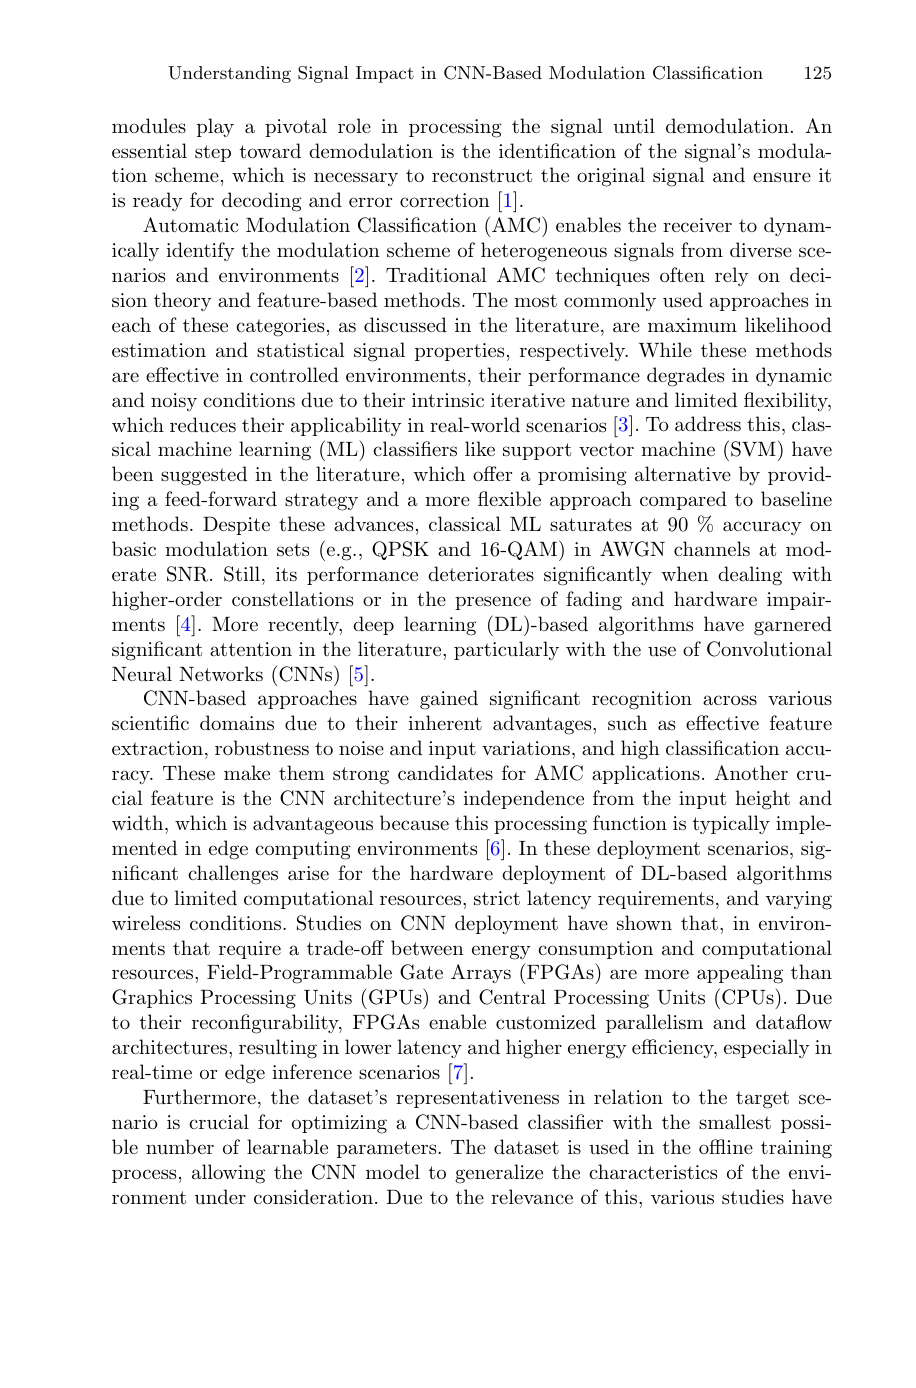 Understanding Signal Impact in CNN-Based Modulation Classification 125
modules play a pivotal role in processing the signal until demodulation. An
essential step toward demodulation is the identification of the signal's modula-
tion scheme, which is necessary to reconstruct the original signal and ensure it
is ready for decoding and error correction [1].
Automatic Modulation Classification (AMC) enables the receiver to dynam-
ically identify the modulation scheme of heterogeneous signals from diverse sce-
narios and environments [2]. Traditional AMC techniques often rely on deci-
sion theory and feature-based methods. The most commonly used approaches in
each of these categories, as discussed in the literature, are maximum likelihood
estimation and statistical signal properties, respectively. While these methods
are effective in controlled environments, their performance degrades in dynamic
and noisy conditions due to their intrinsic iterative nature and limited flexibility,
which reduces their applicability in real-world scenarios [3]. To address this, clas-
sical machine learning (ML) classifiers like support vector machine (SVM) have
been suggested in the literature, which offer a promising alternative by provid-
ing a feed-forward strategy and a more flexible approach compared to baseline
methods. Despite these advances, classical ML saturates at 90 % accuracy on
basic modulation sets (e.g., QPSK and 16-QAM) in AWGN channels at mod-
erate SNR. Still, its performance deteriorates significantly when dealing with
higher-order constellations or in the presence of fading and hardware impair-
ments [4]. More recently, deep learning (DL)-based algorithms have garnered
significant attention in the literature, particularly with the use of Convolutional
Neural Networks (CNNs) [5].
CNN-based approaches have gained significant recognition across various
scientific domains due to their inherent advantages, such as effective feature
extraction, robustness to noise and input variations, and high classification accu-
racy. These make them strong candidates for AMC applications. Another cru-
cial feature is the CNN architecture's independence from the input height and
width, which is advantageous because this processing function is typically imple-
mented in edge computing environments [6]. In these deployment scenarios, sig-
nificant challenges arise for the hardware deployment of DL-based algorithms
due to limited computational resources, strict latency requirements, and varying
wireless conditions. Studies on CNN deployment have shown that, in environ-
ments that require a trade-off between energy consumption and computational
resources, Field-Programmable Gate Arrays (FPGAs) are more appealing than
Graphics Processing Units (GPUs) and Central Processing Units (CPUs). Due
to their reconfigurability, FPGAs enable customized parallelism and dataflow
architectures, resulting in lower latency and higher energy efficiency, especially in
real-time or edge inference scenarios [7].
Furthermore, the dataset's representativeness in relation to the target sce-
nario is crucial for optimizing a CNN-based classifier with the smallest possi-
ble number of learnable parameters. The dataset is used in the offline training
process, allowing the CNN model to generalize the characteristics of the envi-
ronment under consideration. Due to the relevance of this, various studies have